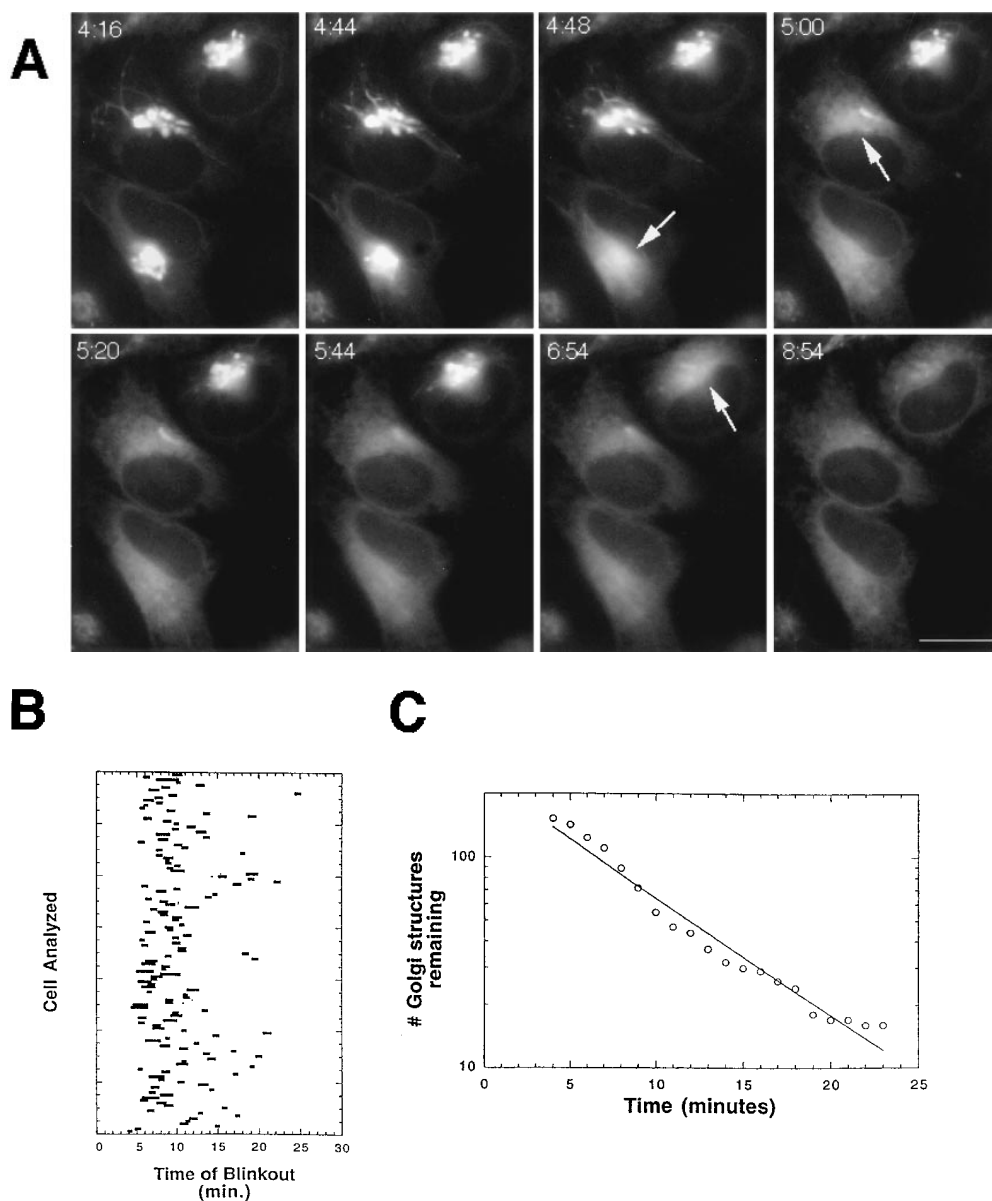 A
4:16
4:44
4:48
5:00
5:20
5:44
6:54
8:54
B
C
Cell Analyzed
0 5 10 15 20 25 30
Time of Blinkout
(min.)
# Golgi structures
remaining
100
10
0 5 10 15 20 25
Time (minutes)